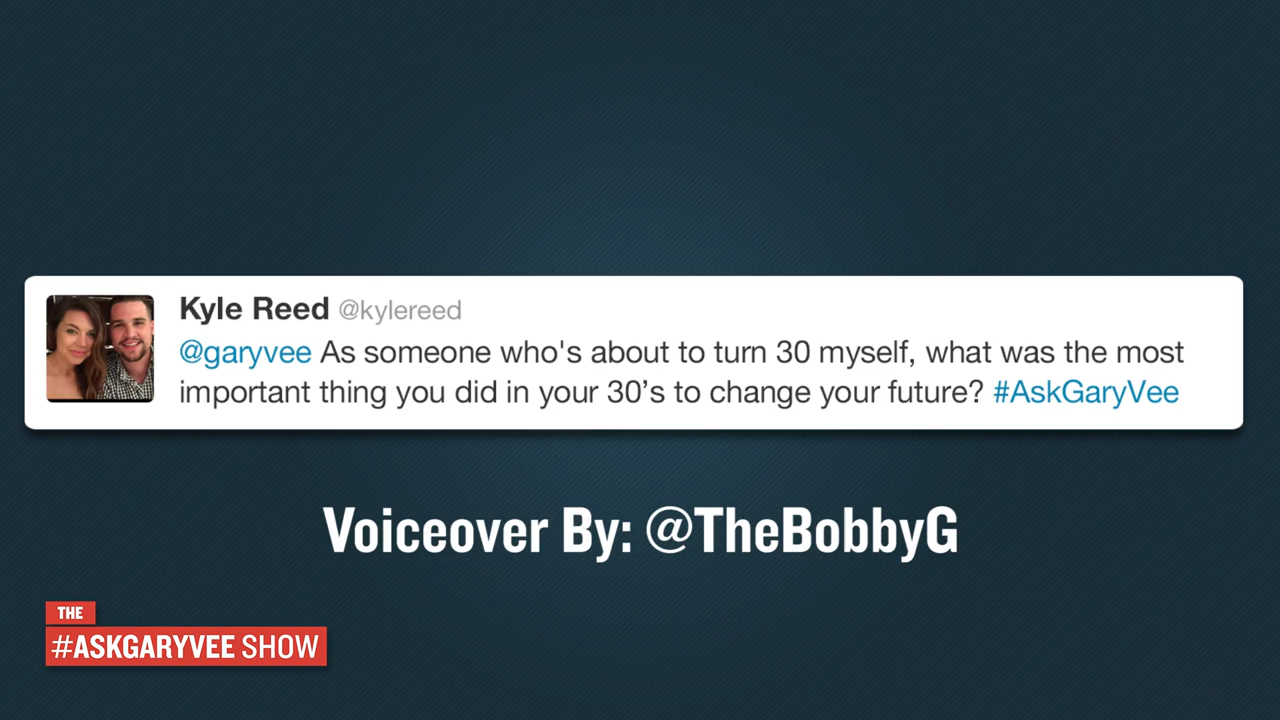 Kyle Reed @kylereed
@garyvee As someone who's about to turn 30 myself, what was the most
important thing you did in your 30’s to change your future? #AskGaryVee
Voiceover By: @TheBobbyG
THE
#ASKGARYVEE SHOW